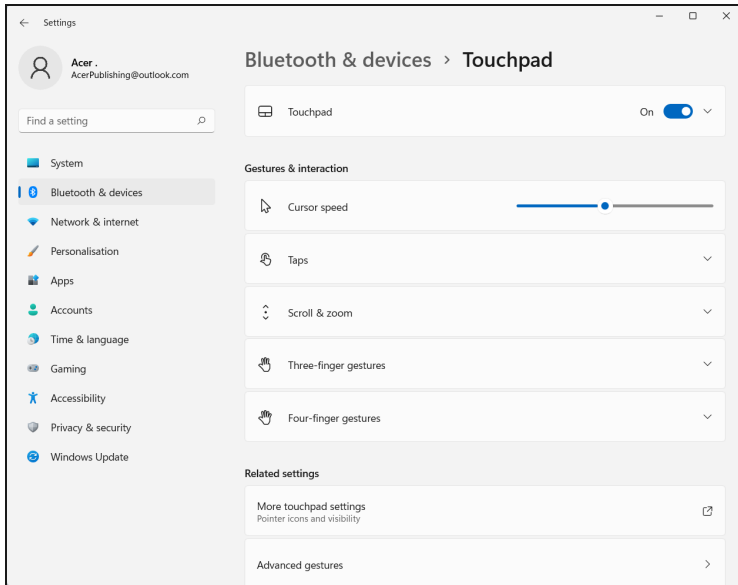 Settings
Acer .
AcerPublishing@outlook.com
Find a setting
System
Bluetooth & devices
Network & internet
Personalisation
Apps
Accounts
Time & language
Gaming
Accessibility
Privacy & security
Windows Update
Bluetooth & devices > Touchpad
Touchpad On
Gestures & interaction
Cursor speed
Taps
Scroll & zoom
Three-finger gestures
Four-finger gestures
Related settings
More touchpad settings
Pointer icons and visibility
Advanced gestures